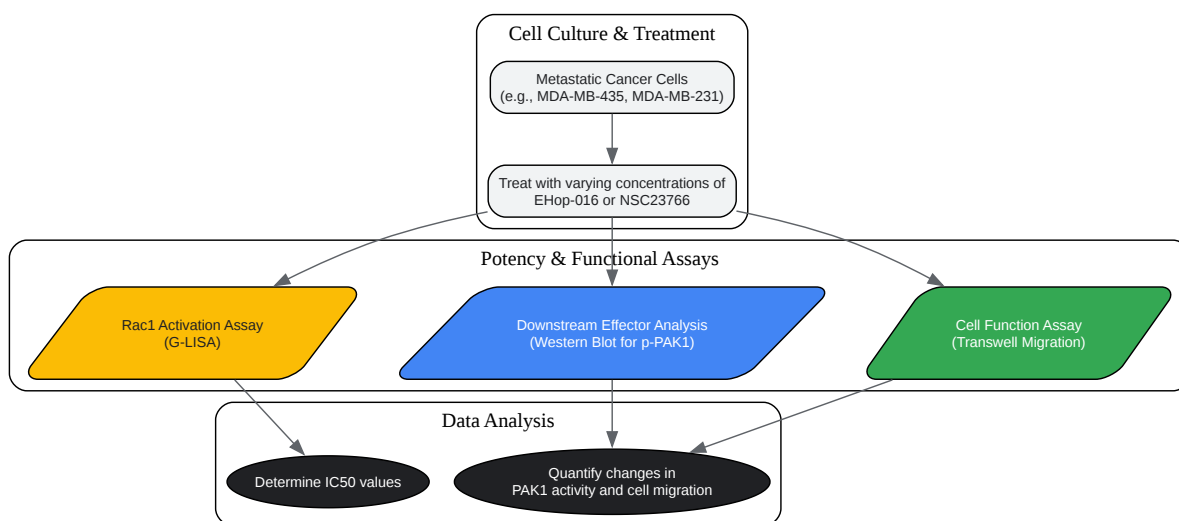 Cell Culture & Treatment
Metastatic Cancer Cells
(e.g., MDA-MB-435, MDA-MB-231)
Treat with varying concentrations of
EHop-016 or NSC23766
Potency & Functional Assays
Rac1 Activation Assay
(G-LISA)
Downstream Effector Analysis
(Western Blot for p-PAK1)
Cell Function Assay
(Transwell Migration)
Data Analysis
Determine IC50 values
Quantify changes in
PAK1 activity and cell migration